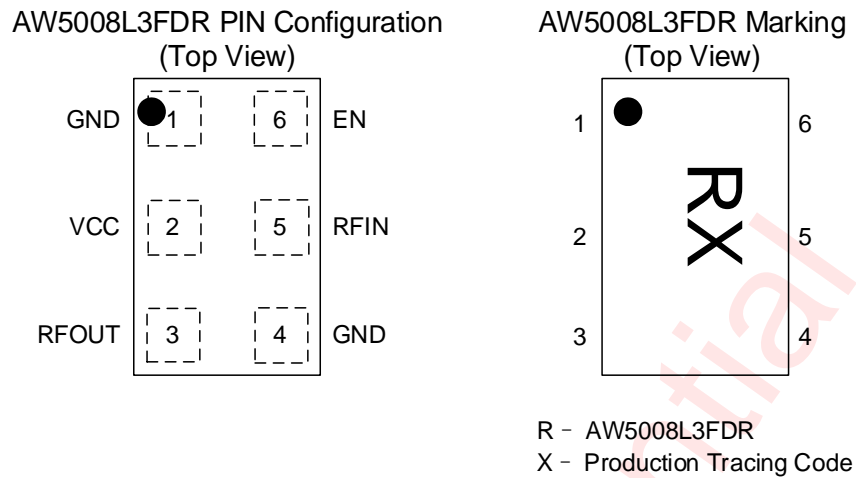 AW5008L3FDR PIN Configuration
(Top View)
GND 1 6 EN
VCC 2 5 RFIN
RFOUT 3 4 GND
AW5008L3FDR Marking
(Top View)
1 6
2 5
3 4
RX
R - AW5008L3FDR
X - Production Tracing Code
ntial